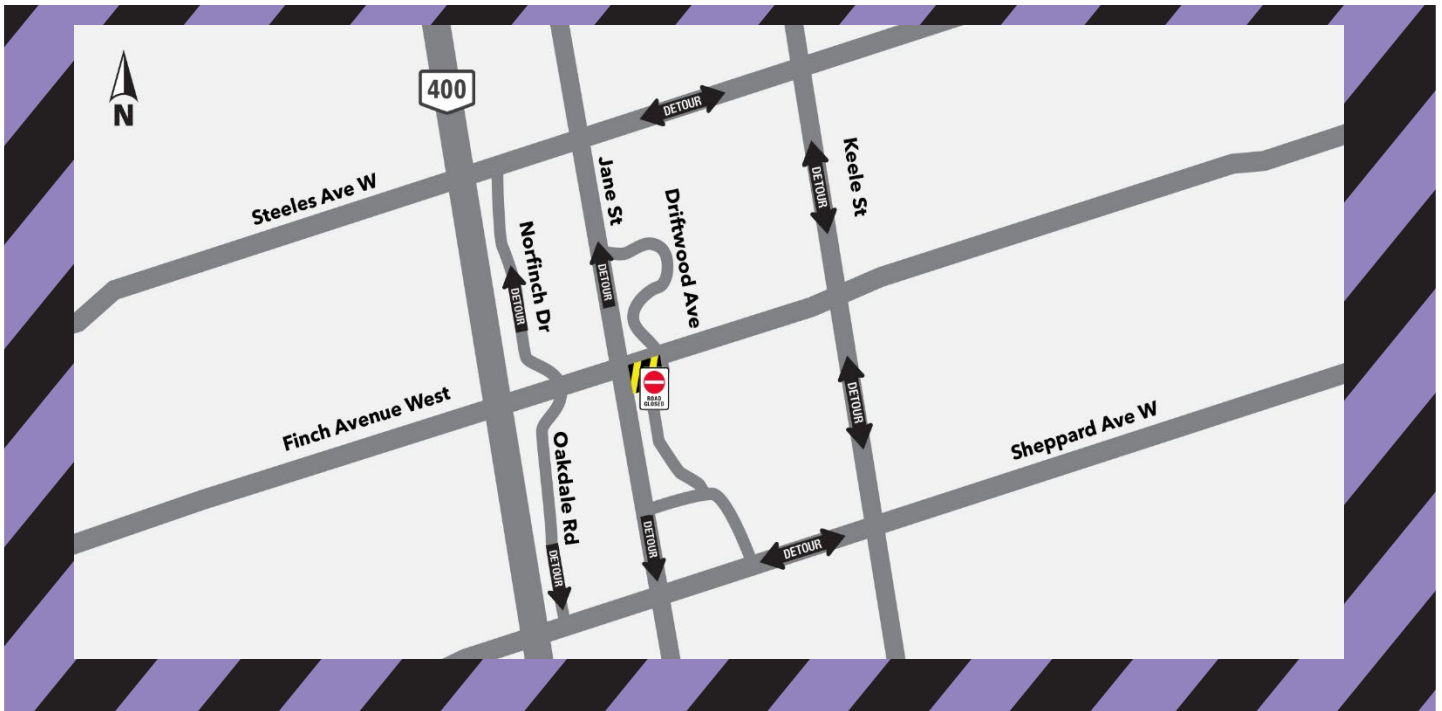 N
400
DETOUR
Steeles Ave W
Jane St
Keele St
DETOUR
Driftwood Ave
Norfinch Dr
DETOUR
DETOUR
ROAD
CLOSED
Finch Avenue West
DETOUR
Sheppard Ave W
Oakdale Rd
DETOUR
DETOUR
DETOUR